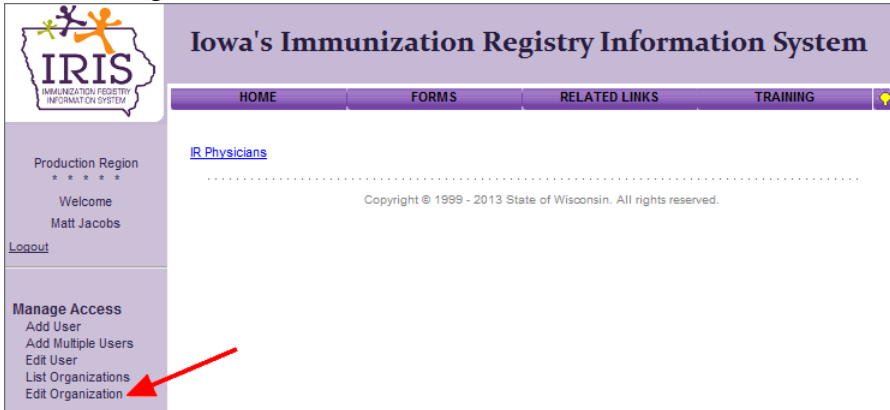 IRIS
IMMUNIZATION REGISTRY
INFORMATION SYSTEM
Iowa's Immunization Registry Information System
HOME FORMS RELATED LINKS TRAINING
Production Region
* * * * *
Welcome
Matt Jacobs
Logout
IR Physicians
Copyright © 1999 - 2013 State of Wisconsin. All rights reserved.
Manage Access
Add User
Add Multiple Users
Edit User
List Organizations
Edit Organization